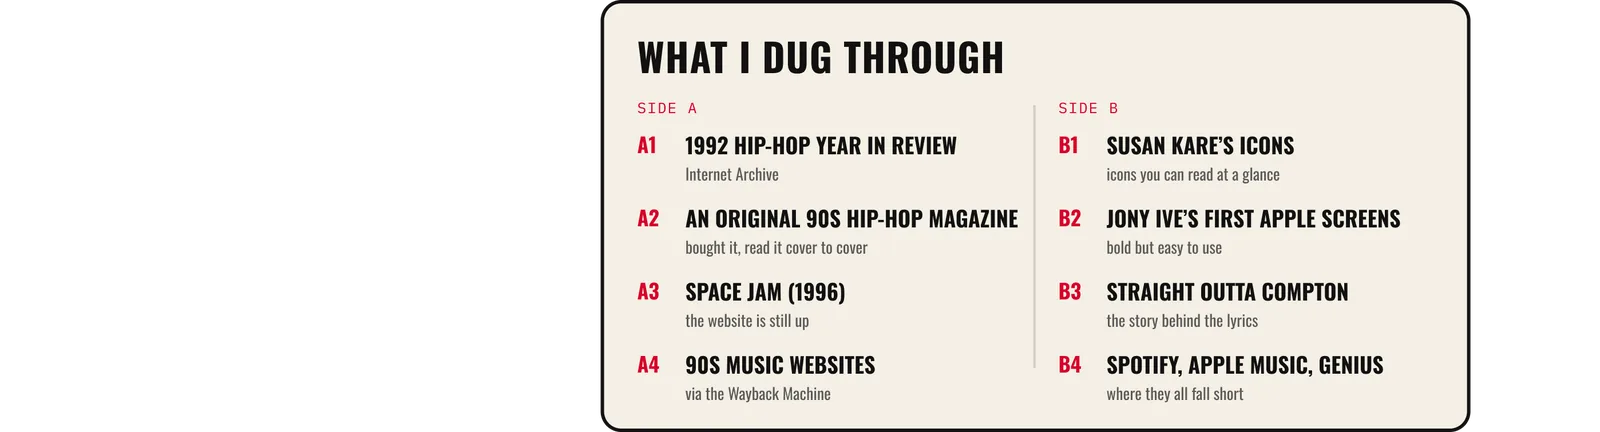 WHAT I DUG THROUGH
SIDE A
A1 1992 HIP-HOP YEAR IN REVIEW
Internet Archive
A2 AN ORIGINAL 90S HIP-HOP MAGAZINE
bought it, read it cover to cover
A3 SPACE JAM (1996)
the website is still up
A4 90S MUSIC WEBSITES
via the Wayback Machine
SIDE B
B1 SUSAN KARE’S ICONS
icons you can read at a glance
B2 JONY IVE’S FIRST APPLE SCREENS
bold but easy to use
B3 STRAIGHT OUTTA COMPTON
the story behind the lyrics
B4 SPOTIFY, APPLE MUSIC, GENIUS
where they all fall short